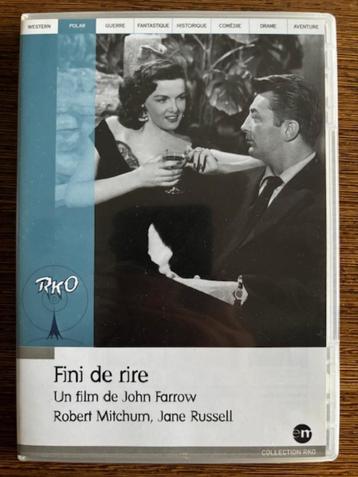 WESTERN POLAR GUERRE FANTASTIQUE HISTORIQUE COMÉDIE DRAME AVENTURE
RKO
Fini de rire
Un film de John Farrow
Robert Mitchum, Jane Russell
em
COLLECTION RKO